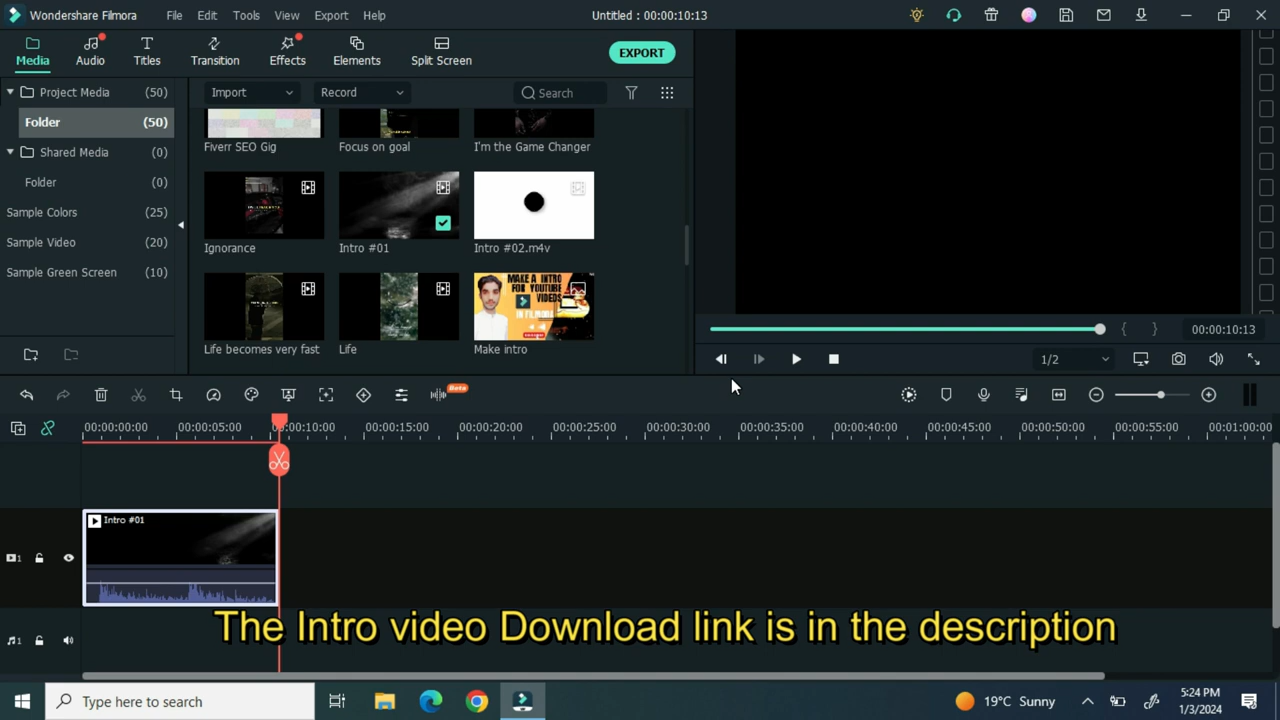 Wondershare Filmora File Edit Tools View Export Help Untitled : 00:00:10:13
Media Audio Titles Transition Effects Elements Split Screen EXPORT
Project Media (50) Import Record Search
Folder (50)
Shared Media (0)
Folder (0)
Sample Colors (25)
Sample Video (20)
Sample Green Screen (10)
Fiverr SEO Gig Focus on goal I'm the Game Changer
Ignorance Intro #01 Intro #02.m4v
MAKE A INTRO
FOR YOUTUBE
VIDEOS
IN FILMORA
Life becomes very fast Life Make intro
00:00:10:13
1/2
Beta
00:00:00:00 00:00:05:00 00:00:10:00 00:00:15:00 00:00:20:00 00:00:25:00 00:00:30:00 00:00:35:00 00:00:40:00 00:00:45:00 00:00:50:00 00:00:55:00 00:01:00:00
Intro #01
1
1
The Intro video Download link is in the description
Type here to search 19°C Sunny 5:24 PM
1/3/2024